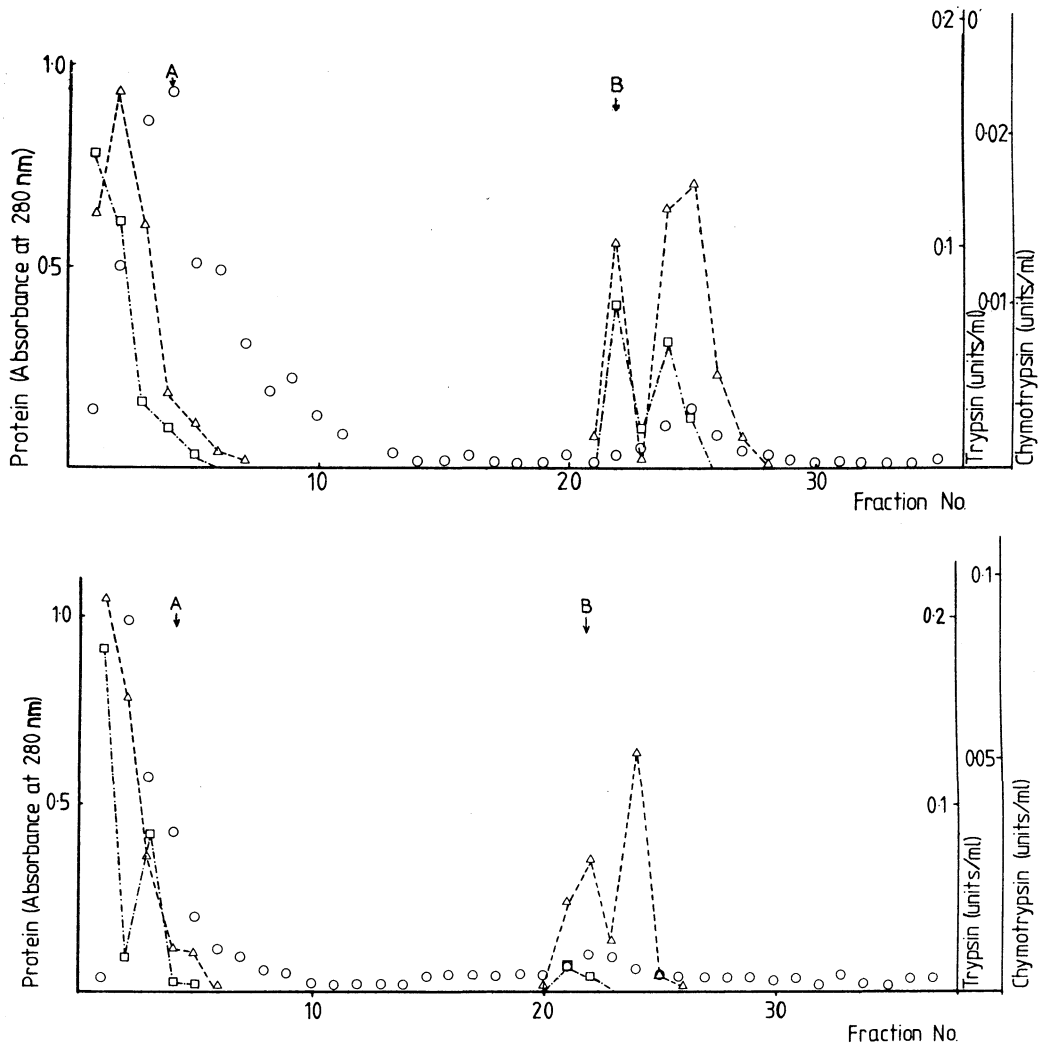 1·0
0·5
Protein (Absorbance at 280 nm)
A
B
10
20
30
Fraction No.
0·2
0·1
Trypsin (units/ml)
0·02
0·01
Chymotrypsin (units/ml)
1·0
0·5
Protein (Absorbance at 280 nm)
A
B
10
20
30
Fraction No.
0·2
0·1
Trypsin (units/ml)
0·1
0·05
Chymotrypsin (units/ml)